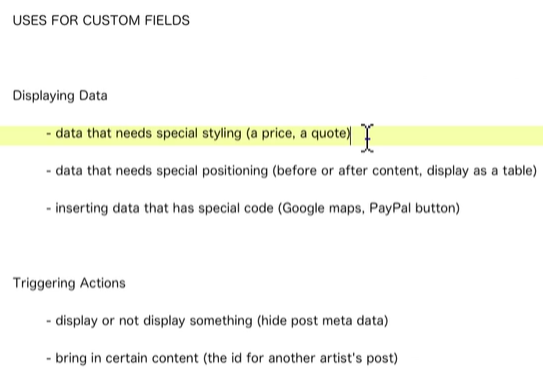 USES FOR CUSTOM FIELDS
Displaying Data
- data that needs special styling (a price, a quote)
- data that needs special positioning (before or after content, display as a table)
- inserting data that has special code (Google maps, PayPal button)
Triggering Actions
- display or not display something (hide post meta data)
- bring in certain content (the id for another artist's post)